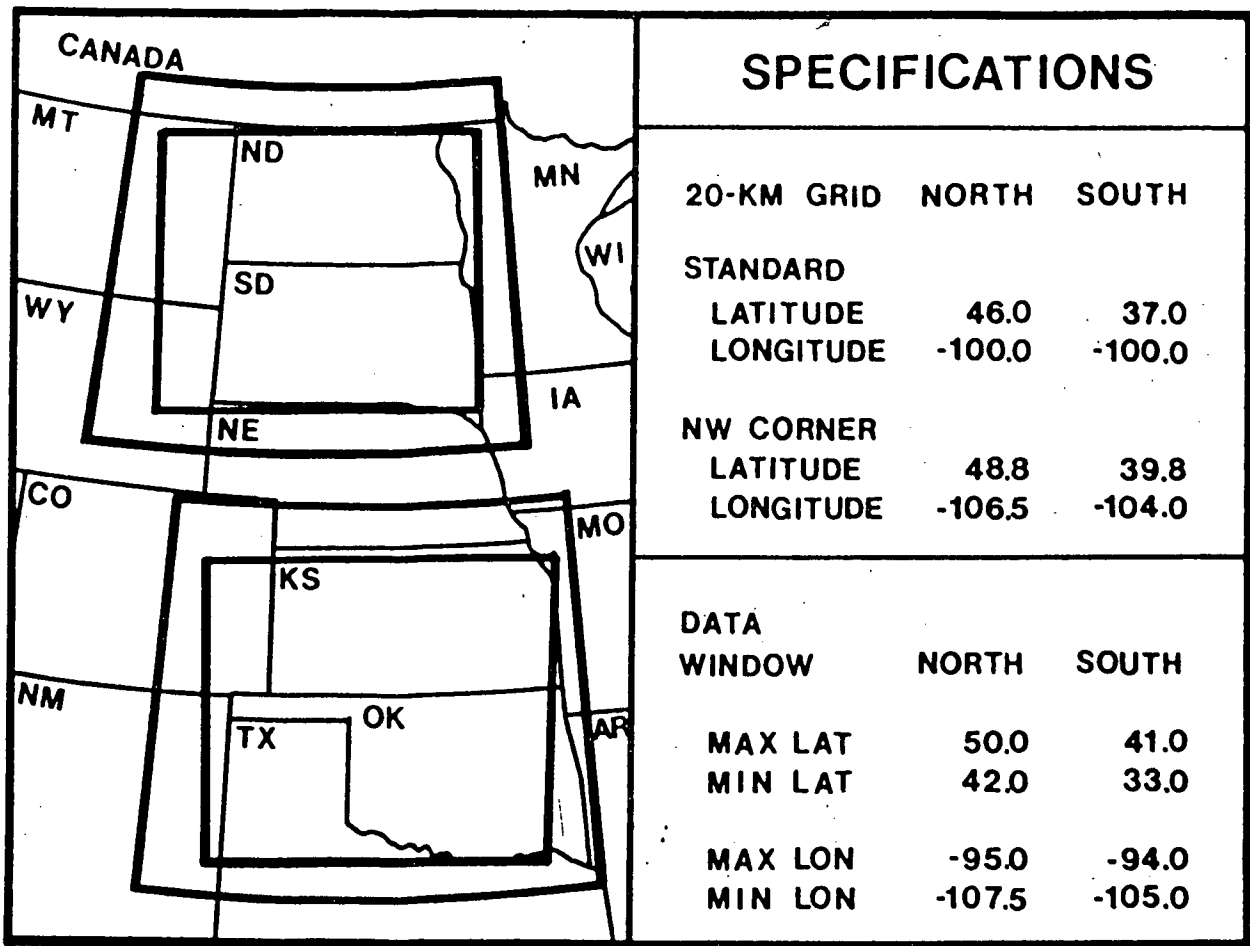 CANADA
MT
ND
MN
WI
SD
WY
IA
NE
CO
MO
KS
NM
OK
TX
AR
SPECIFICATIONS
20-KM GRID NORTH SOUTH
STANDARD
LATITUDE 46.0 37.0
LONGITUDE -100.0 -100.0
NW CORNER
LATITUDE 48.8 39.8
LONGITUDE -106.5 -104.0
DATA
WINDOW NORTH SOUTH
MAX LAT 50.0 41.0
MIN LAT 42.0 33.0
MAX LON -95.0 -94.0
MIN LON -107.5 -105.0